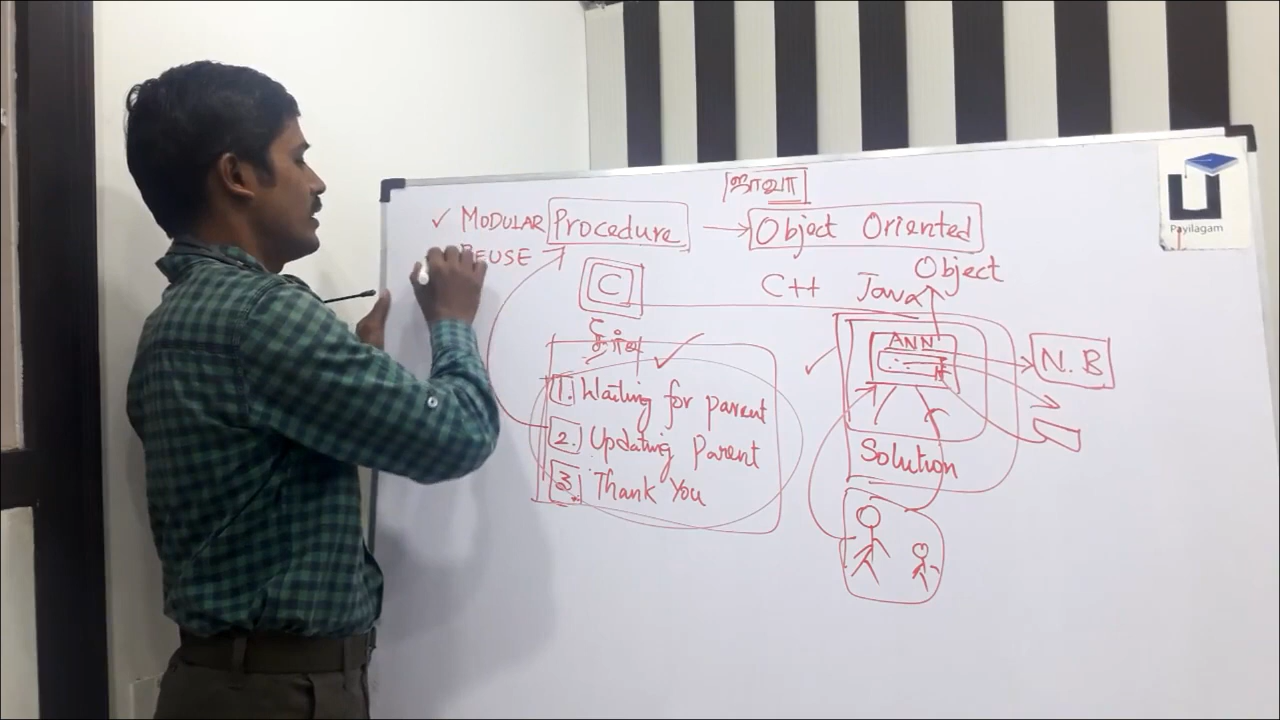 ஜாவா
✓ MODULAR Procedure → Object Oriented
REUSE
C
C++ Java Object
ANN
N.B
1. Waiting for parent
2. Updating Parent
3. Thank You
Solution
Payilagam